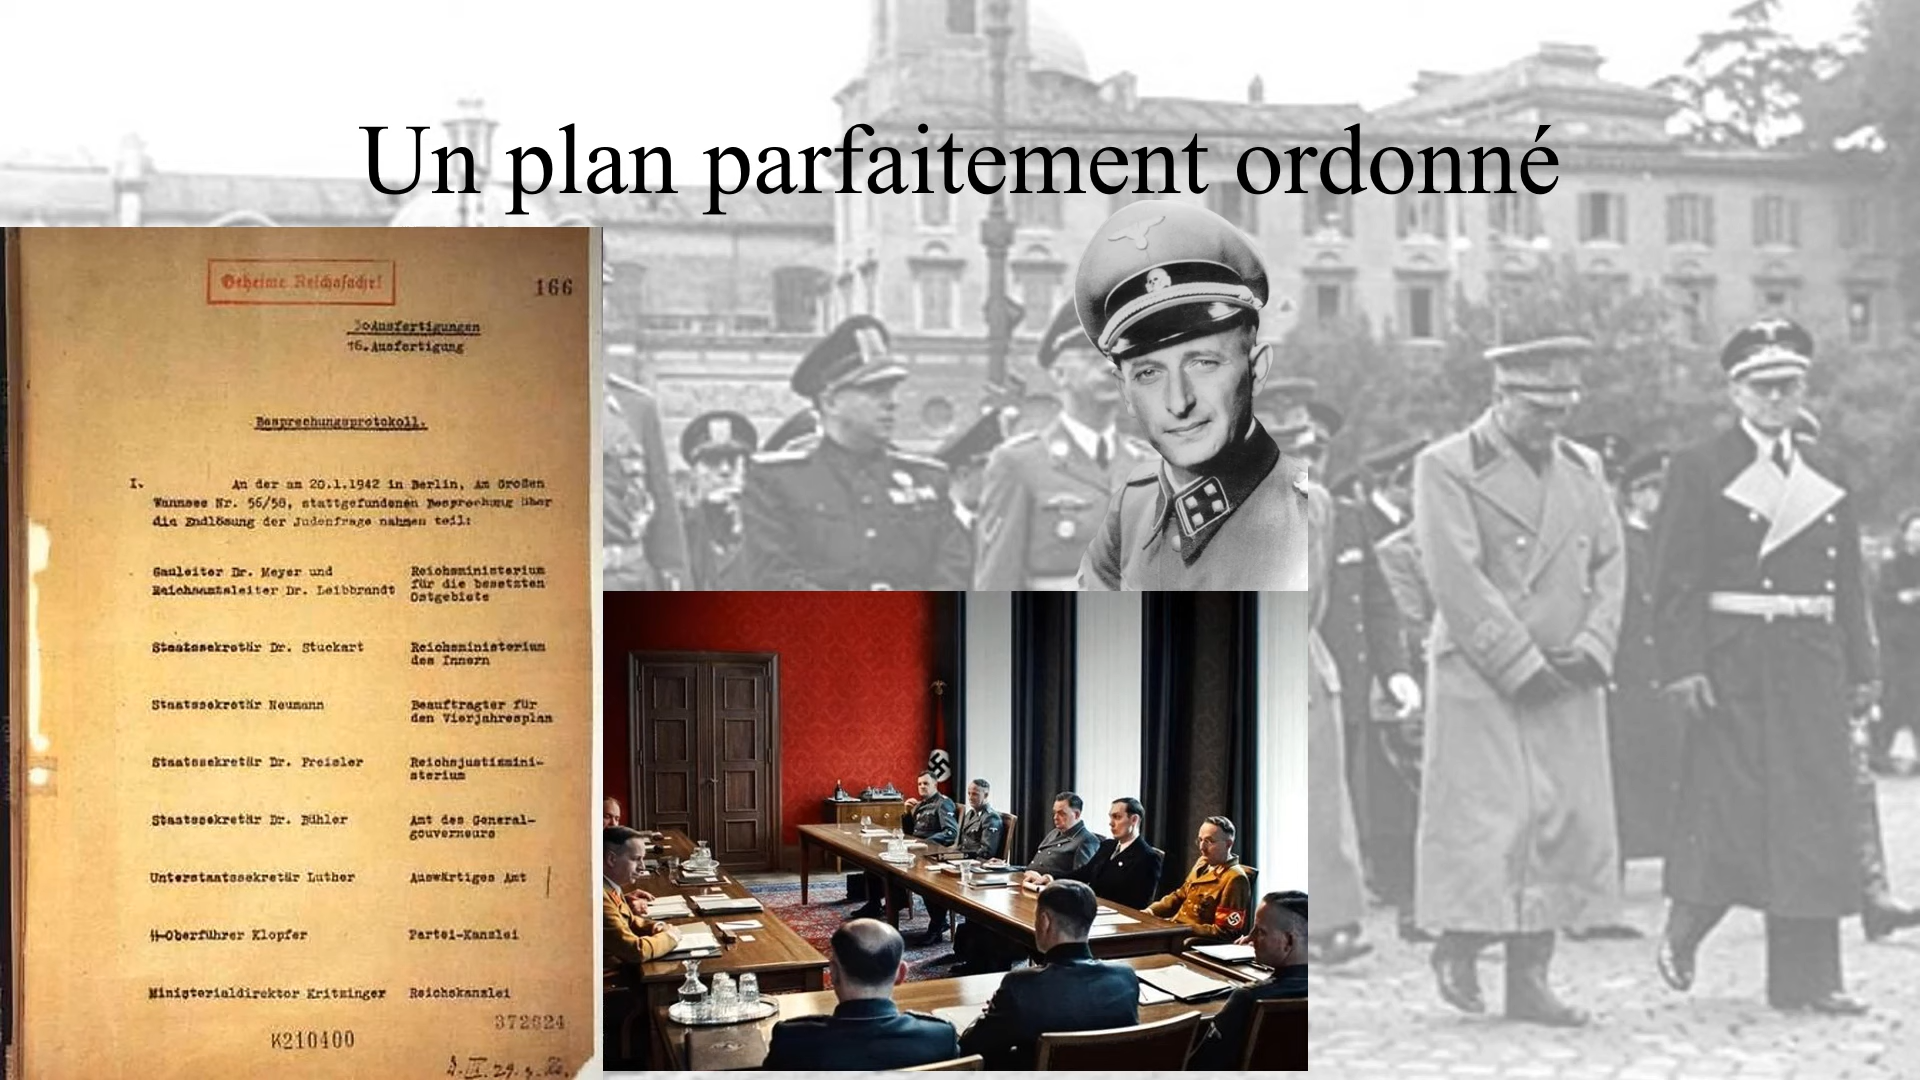 Un plan parfaitement ordonné
Geheime Reichssache!
166
30 Ausfertigungen
16. Ausfertigung
Besprechungsprotokoll.
I. An der am 20.1.1942 in Berlin, Am Großen
Wannsee Nr. 56/58, stattgefundenen Besprechung über
die Endlösung der Judenfrage nahmen teil:
Gauleiter Dr. Meyer und
Reichsamtsleiter Dr. Leibbrandt
Reichsministerium
für die besetzten
Ostgebiete
Staatssekretär Dr. Stuckart
Reichsministerium
des Innern
Staatssekretär Neumann
Beauftragter für
den Vierjahresplan
Staatssekretär Dr. Freisler
Reichsjustizmini-
sterium
Staatssekretär Dr. Bühler
Amt des General-
gouverneurs
Unterstaatssekretär Luther
Auswärtiges Amt
SS-Oberführer Klopfer
Partei-Kanzlei
Ministerialdirektor Kritzinger
Reichskanzlei
372024
K210400